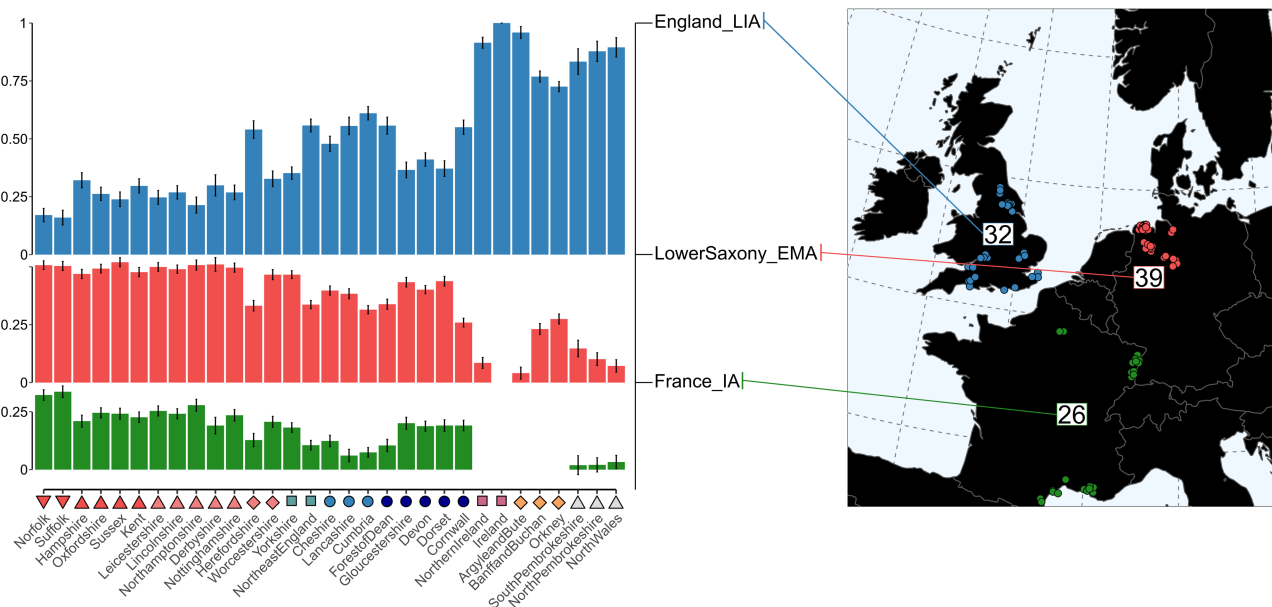 1
0.75
0.50
0.25
0
0.25
0
0.25
0
England_LIA
LowerSaxony_EMA
France_IA
32
39
26
Norfolk
Suffolk
Hampshire
Oxfordshire
Sussex
Kent
Leicestershire
Lincolnshire
Northamptonshire
Derbyshire
Nottinghamshire
Herefordshire
Worcestershire
Yorkshire
NortheastEngland
Cheshire
Lancashire
Cumbria
ForestofDean
Gloucestershire
Devon
Dorset
Cornwall
NorthernIreland
Ireland
ArgyleandBute
BanffandBuchan
Orkney
SouthPembrokeshire
NorthPembrokeshire
NorthWales